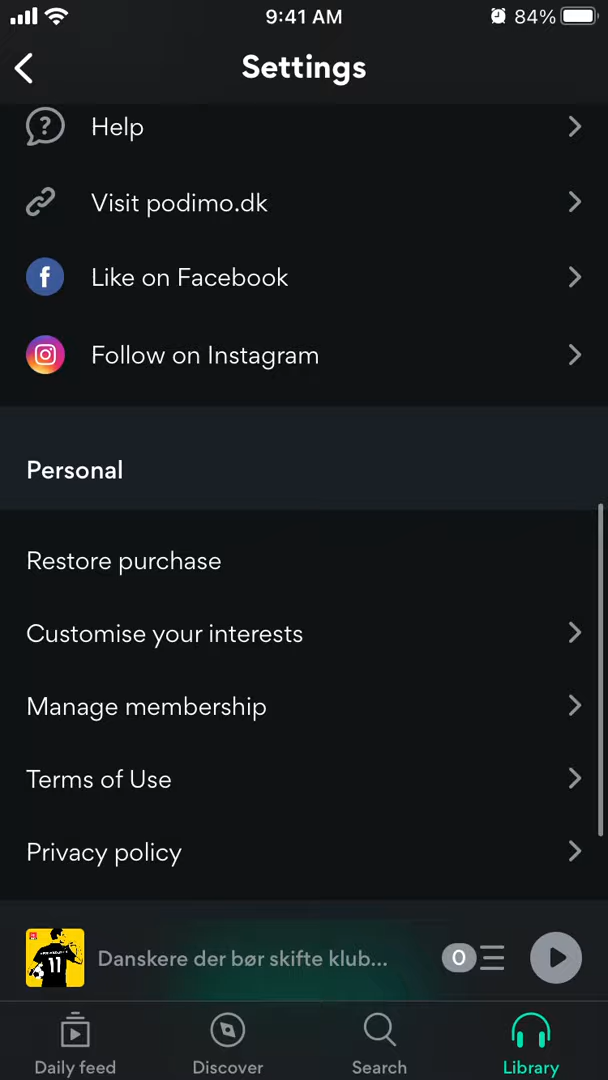 9:41 AM
84%
Settings
Help
Visit podimo.dk
Like on Facebook
Follow on Instagram
Personal
Restore purchase
Customise your interests
Manage membership
Terms of Use
Privacy policy
11
Danskere der bør skifte klub...
0
Daily feed
Discover
Search
Library